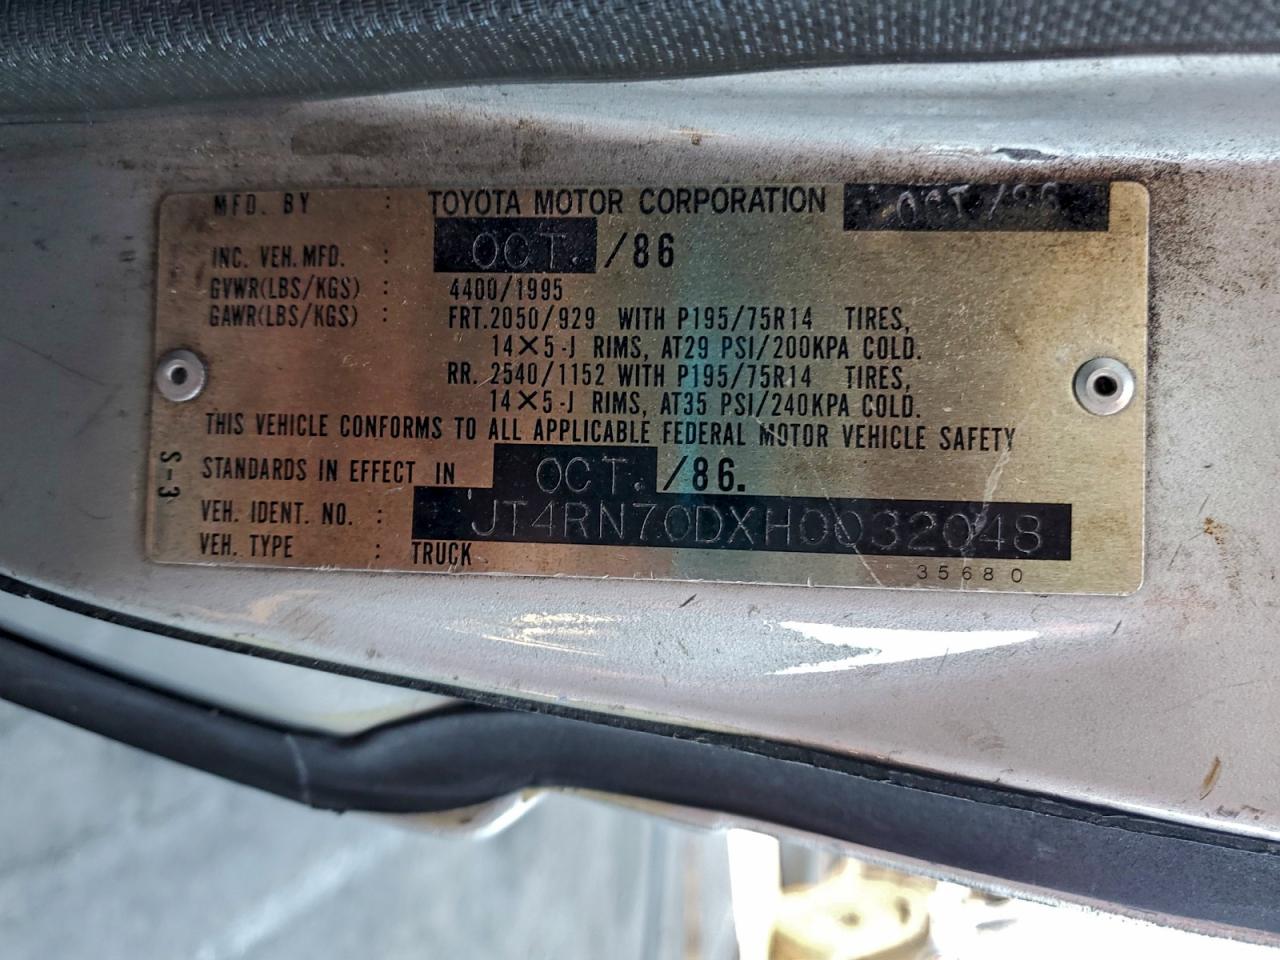 MFD. BY : TOYOTA MOTOR CORPORATION OCT /86
INC. VEH. MFD. : OCT. /86
GVWR(LBS/KGS) : 4400/1995
GAWR(LBS/KGS) : FRT. 2050/929 WITH P195/75R14 TIRES,
14×5-J RIMS, AT29 PSI/200KPA COLD.
RR. 2540/1152 WITH P195/75R14 TIRES,
14×5-J RIMS, AT35 PSI/240KPA COLD.
THIS VEHICLE CONFORMS TO ALL APPLICABLE FEDERAL MOTOR VEHICLE SAFETY
STANDARDS IN EFFECT IN OCT. /86.
VEH. IDENT. NO. : JT4RN70DXH0032048
VEH. TYPE : TRUCK
35680
S-3